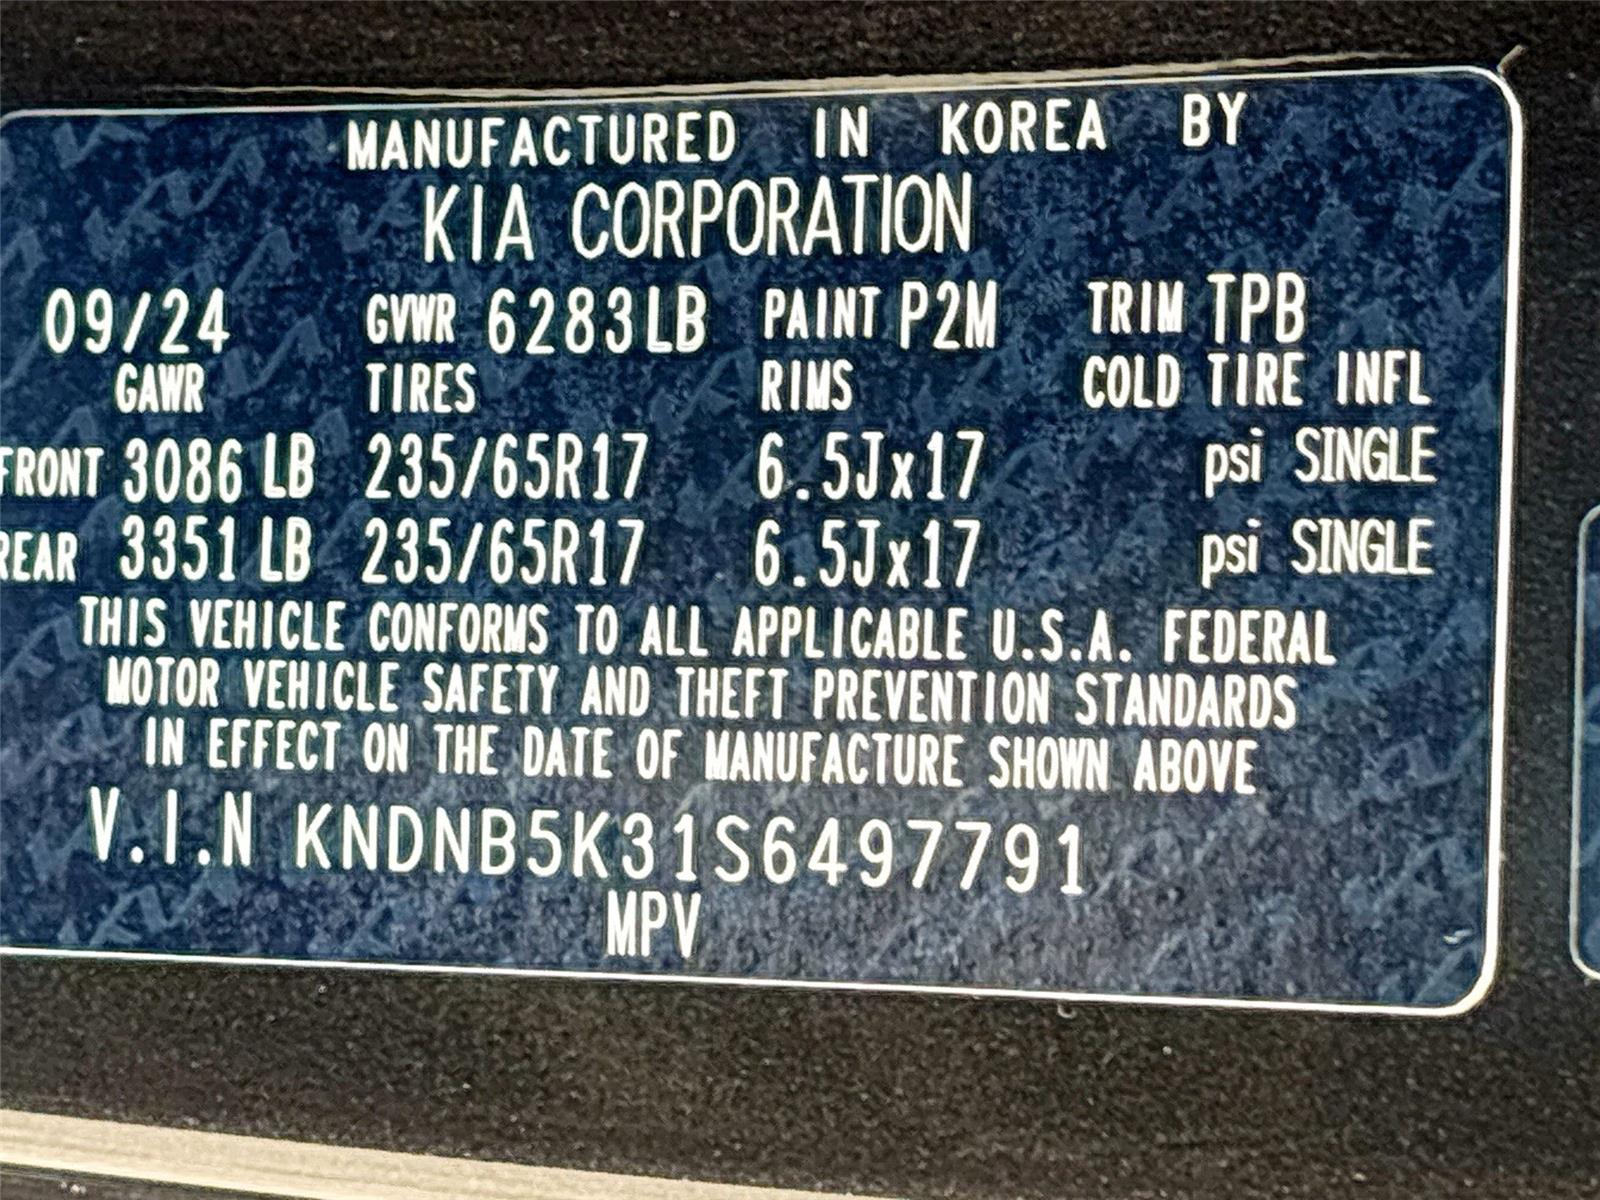 MANUFACTURED IN KOREA BY
KIA CORPORATION
09/24 GVWR 6283LB PAINT P2M TRIM TPB
GAWR TIRES RIMS COLD TIRE INFL
FRONT 3086 LB 235/65R17 6.5Jx17 psi SINGLE
REAR 3351 LB 235/65R17 6.5Jx17 psi SINGLE
THIS VEHICLE CONFORMS TO ALL APPLICABLE U.S.A. FEDERAL
MOTOR VEHICLE SAFETY AND THEFT PREVENTION STANDARDS
IN EFFECT ON THE DATE OF MANUFACTURE SHOWN ABOVE
V.I.N KNDNB5K31S6497791
MPV